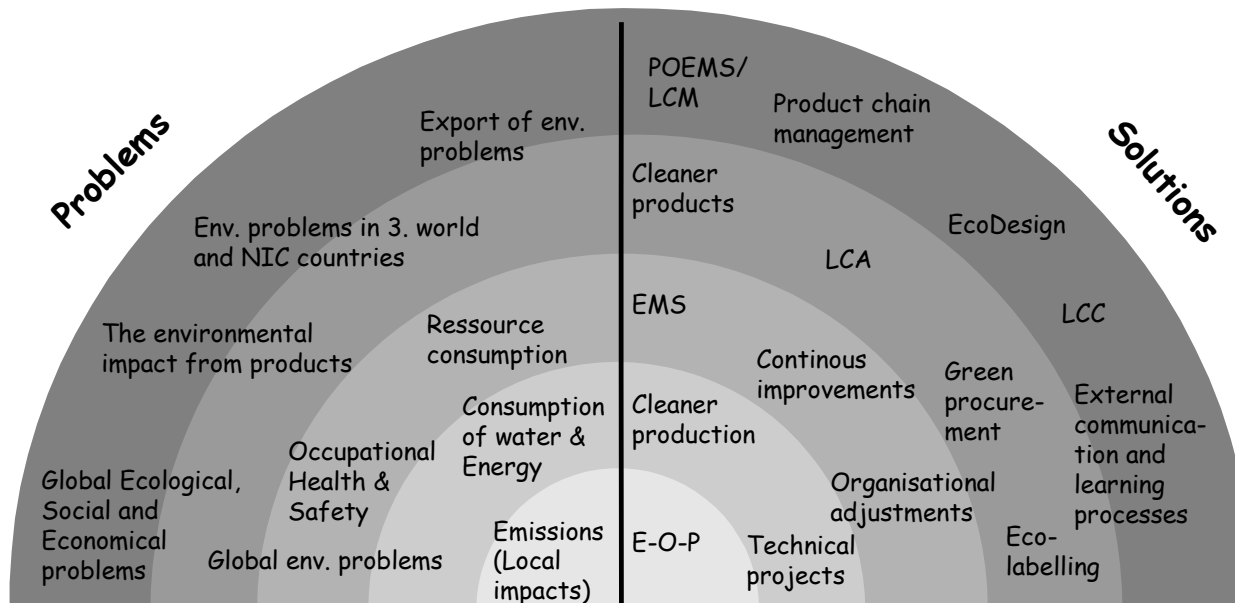 Problems
Export of env.
problems
Env. problems in 3. world
and NIC countries
The environmental
impact from products
Ressource
consumption
Consumption
of water &
Energy
Occupational
Health &
Safety
Global Ecological,
Social and
Economical
problems
Global env. problems
Emissions
(Local
impacts)
Solutions
POEMS/
LCM
Product chain
management
Cleaner
products
EcoDesign
LCA
EMS
LCC
Continous
improvements
Green
procure-
ment
External
communica-
tion and
learning
processes
Cleaner
production
Organisational
adjustments
E-O-P
Technical
projects
Eco-
labelling